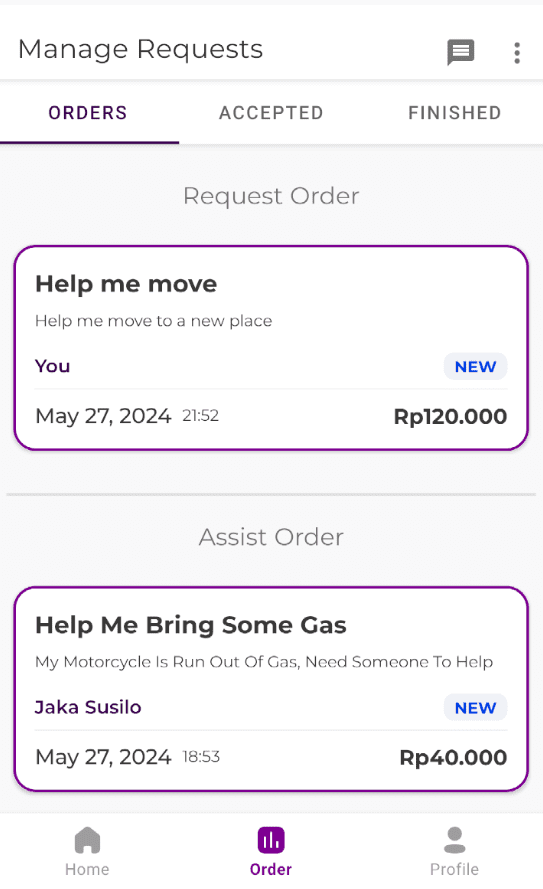 Manage Requests
ORDERS ACCEPTED FINISHED
Request Order
Help me move
Help me move to a new place
You NEW
May 27, 2024 21:52 Rp120.000
Assist Order
Help Me Bring Some Gas
My Motorcycle Is Run Out Of Gas, Need Someone To Help
Jaka Susilo NEW
May 27, 2024 18:53 Rp40.000
Home Order Profile